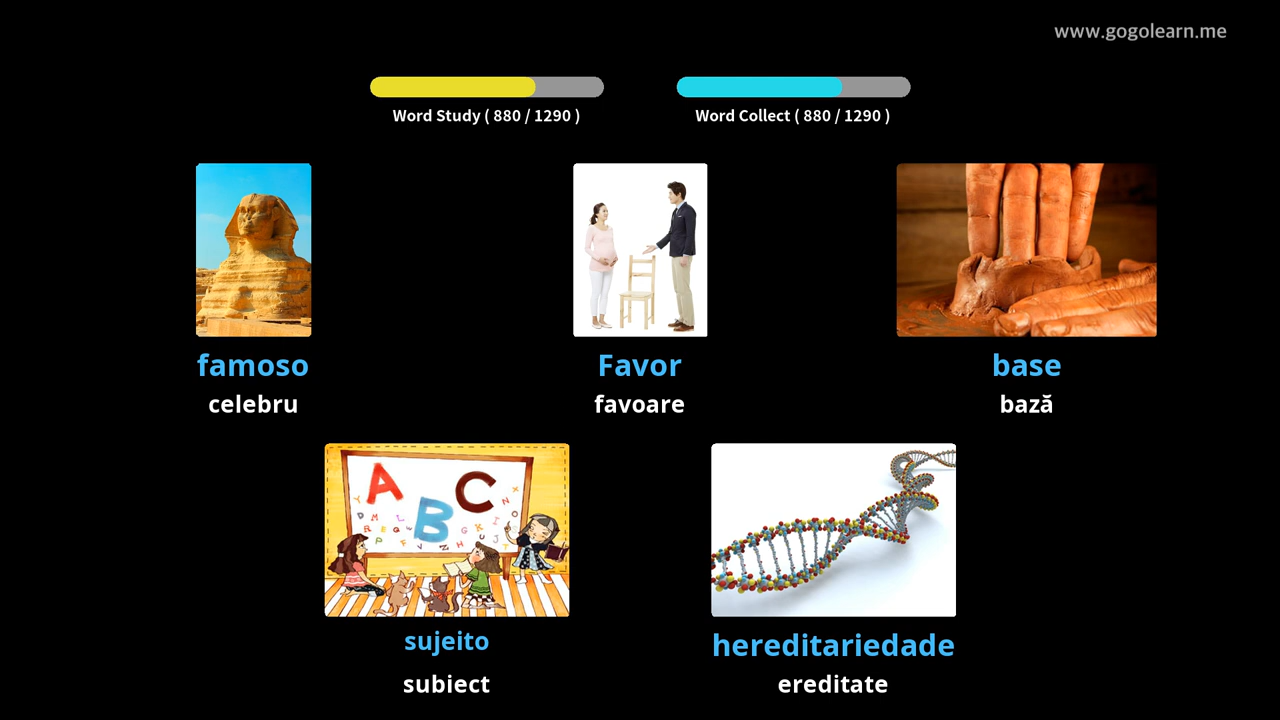 www.gogolearn.me
Word Study ( 880 / 1290 )
Word Collect ( 880 / 1290 )
famoso
celebru
Favor
favoare
base
bază
A B C
sujeito
subiect
hereditariedade
ereditate